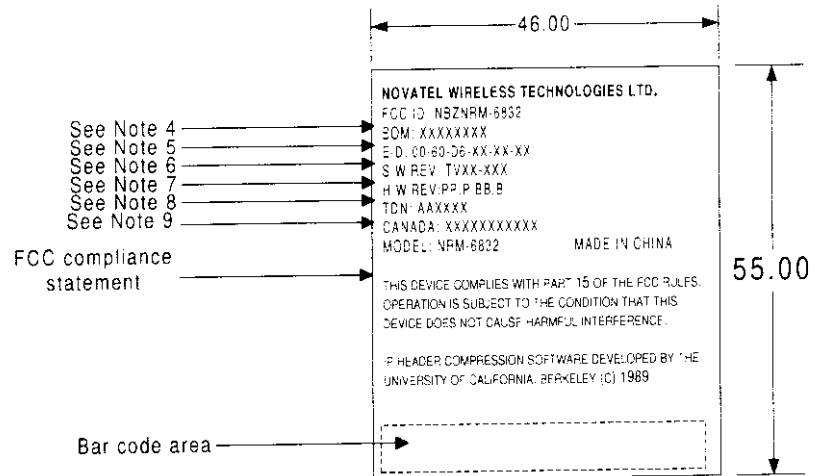 46.00
NOVATEL WIRELESS TECHNOLOGIES LTD.
FCC ID: NBZNRM-6832
See Note 4
BOM: XXXXXXXX
See Note 5
EID: 00-60-D6-XX-XX-XX
See Note 6
S/W REV: TVXX-XXX
See Note 7
H/W REV:PP.P.BB.B
See Note 8
TDN: AAXXXX
See Note 9
CANADA: XXXXXXXXXXX
MODEL: NRM-6832 MADE IN CHINA
FCC compliance
statement
55.00
THIS DEVICE COMPLIES WITH PART 15 OF THE FCC RULES.
OPERATION IS SUBJECT TO THE CONDITION THAT THIS
DEVICE DOES NOT CAUSE HARMFUL INTERFERENCE.
IP HEADER COMPRESSION SOFTWARE DEVELOPED BY THE
UNIVERSITY OF CALIFORNIA, BERKELEY (C) 1989
Bar code area